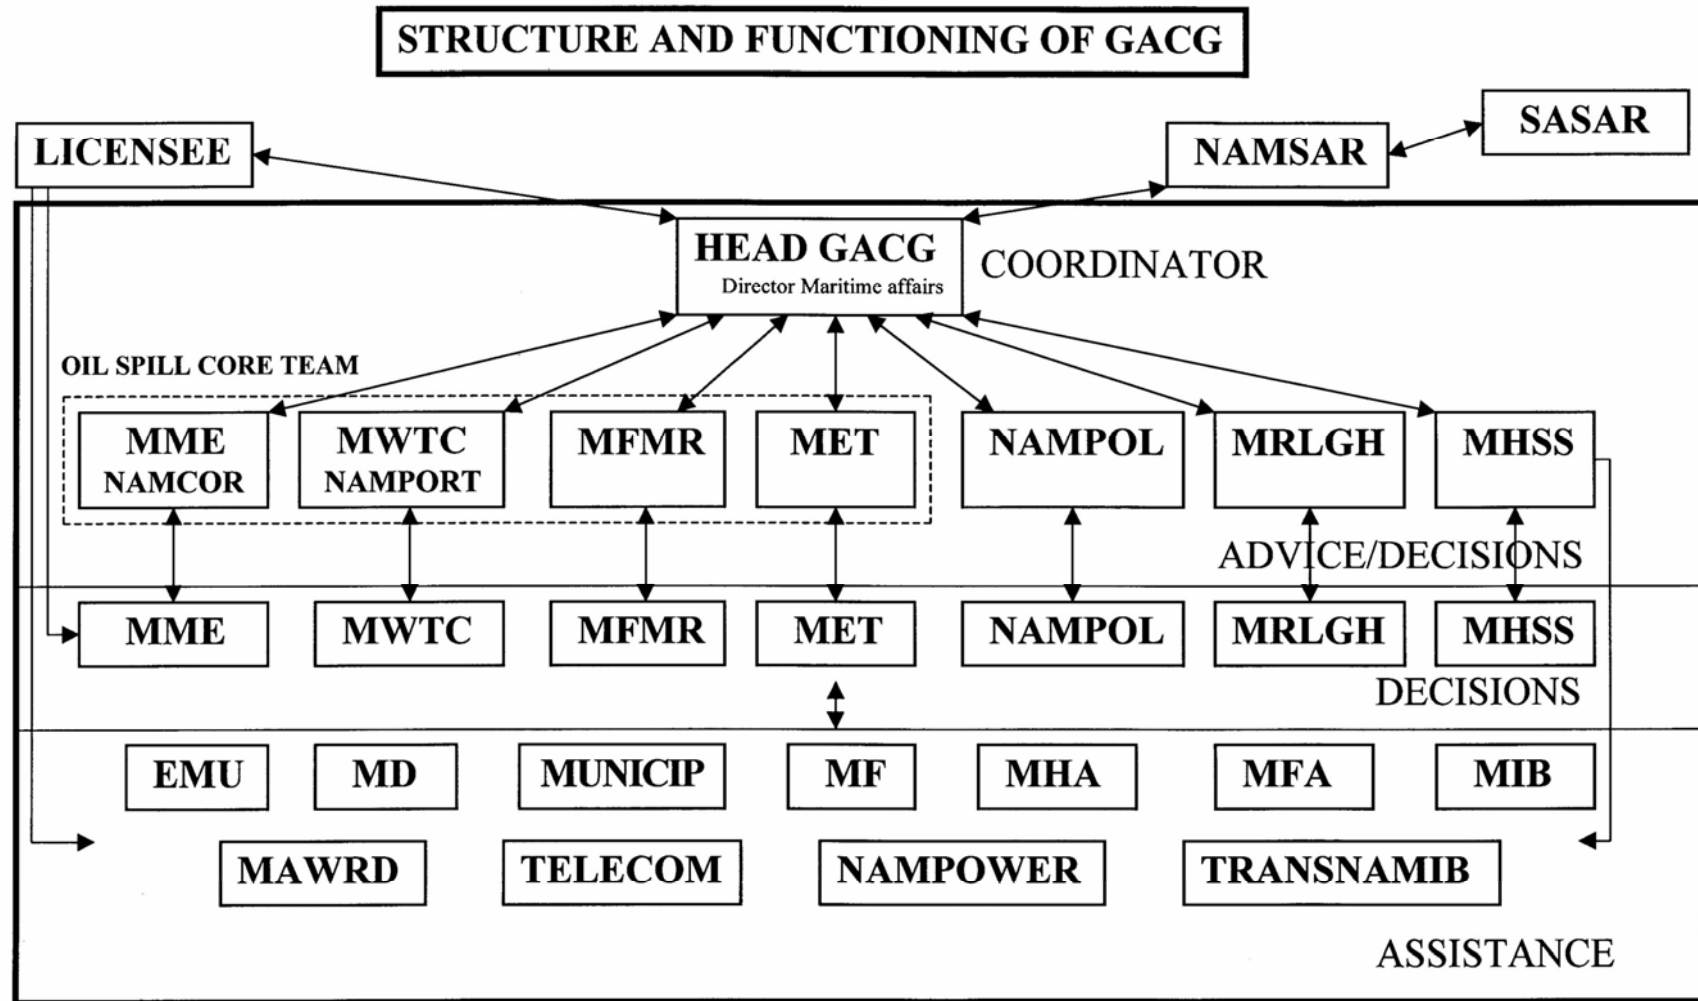 STRUCTURE AND FUNCTIONING OF GACG
SASAR
LICENSEE
NAMSAR
HEAD GACG
Director Maritime affairs
COORDINATOR
OIL SPILL CORE TEAM
MME
NAMCOR
MWTC
NAMPORT
MFMR
MET
NAMPOL
MRLGH
MHSS
ADVICE/DECISIONS
MME
MWTC
MFMR
MET
NAMPOL
MRLGH
MHSS
DECISIONS
EMU
MD
MUNICIP
MF
MHA
MFA
MIB
MAWRD
TELECOM
NAMPOWER
TRANSNAMIB
ASSISTANCE